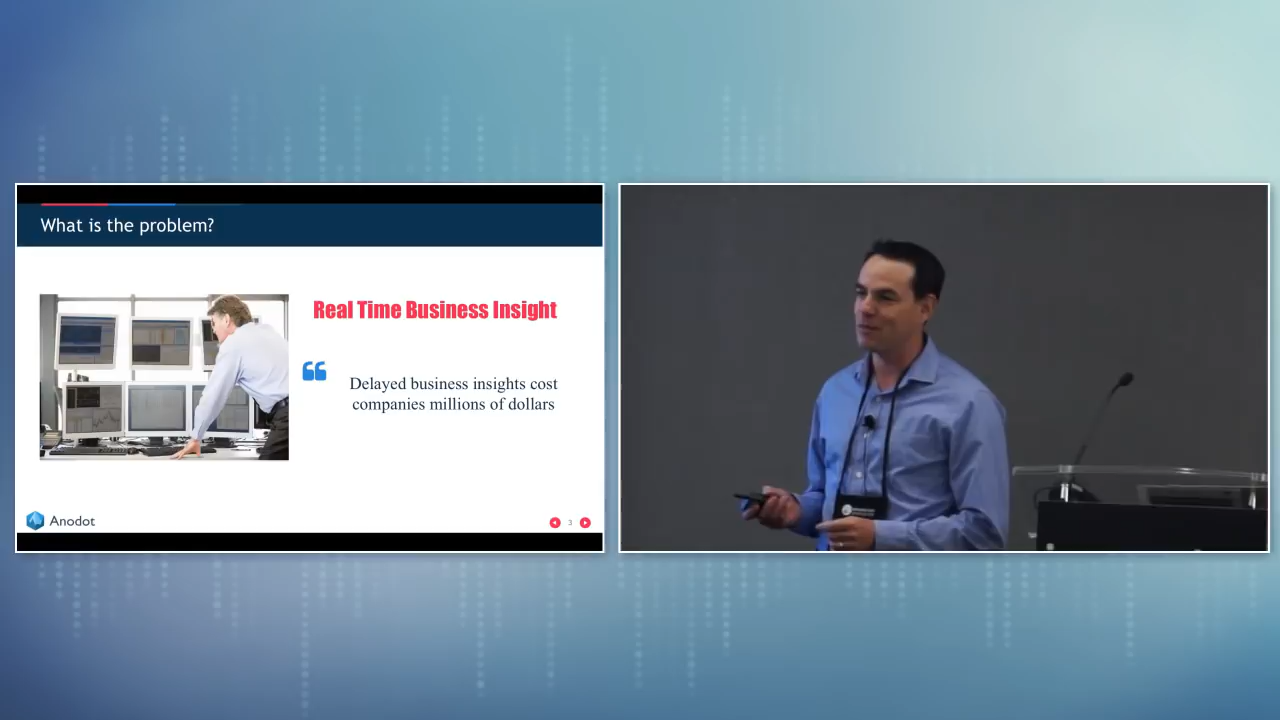 What is the problem?
Real Time Business Insight
Delayed business insights cost
companies millions of dollars
Anodot
3